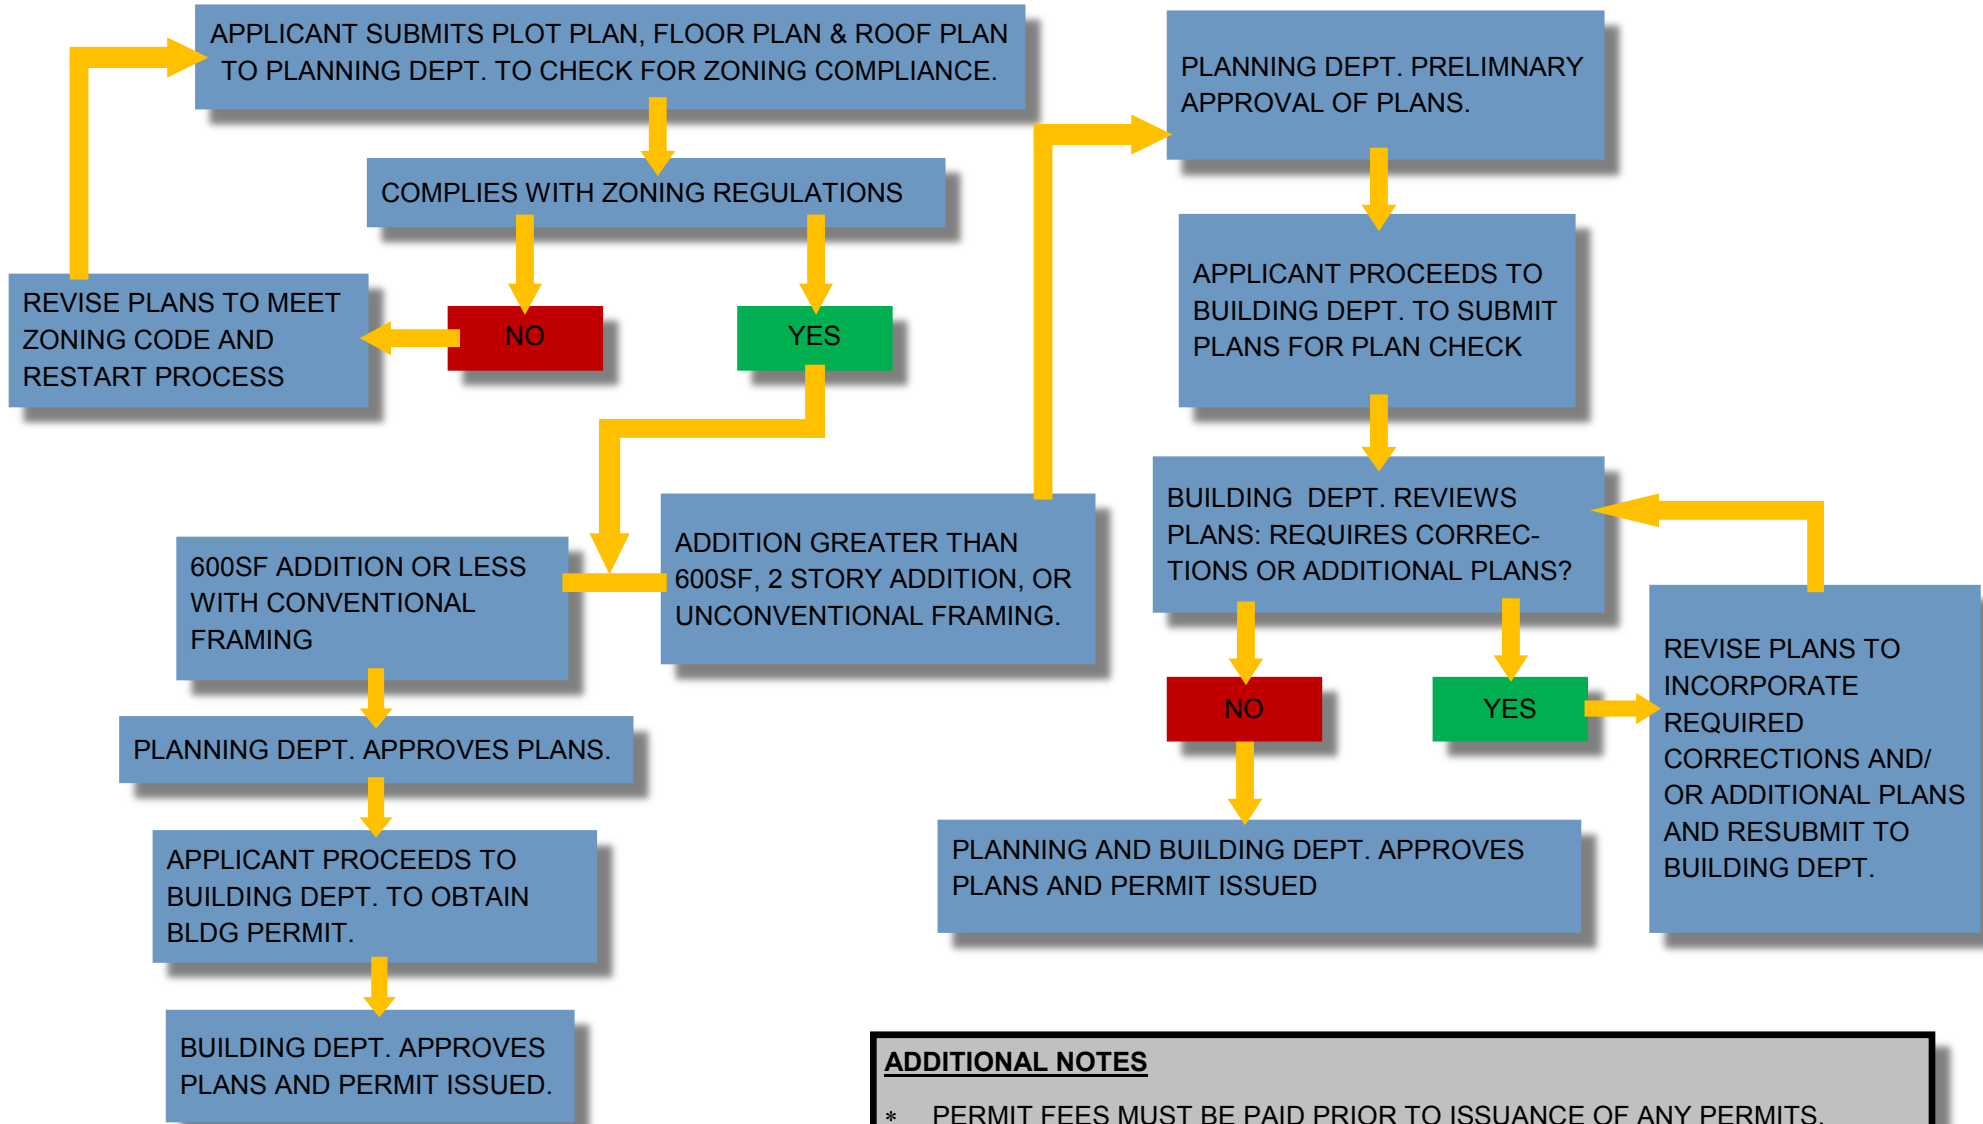 APPLICANT SUBMITS PLOT PLAN, FLOOR PLAN & ROOF PLAN
TO PLANNING DEPT. TO CHECK FOR ZONING COMPLIANCE.
COMPLIES WITH ZONING REGULATIONS
NO
YES
REVISE PLANS TO MEET
ZONING CODE AND
RESTART PROCESS
600SF ADDITION OR LESS
WITH CONVENTIONAL
FRAMING
ADDITION GREATER THAN
600SF, 2 STORY ADDITION, OR
UNCONVENTIONAL FRAMING.
PLANNING DEPT. APPROVES PLANS.
APPLICANT PROCEEDS TO
BUILDING DEPT. TO OBTAIN
BLDG PERMIT.
BUILDING DEPT. APPROVES
PLANS AND PERMIT ISSUED.
PLANNING DEPT. PRELIMNARY
APPROVAL OF PLANS.
APPLICANT PROCEEDS TO
BUILDING DEPT. TO SUBMIT
PLANS FOR PLAN CHECK
BUILDING  DEPT. REVIEWS
PLANS: REQUIRES CORREC-
TIONS OR ADDITIONAL PLANS?
NO
YES
REVISE PLANS TO
INCORPORATE
REQUIRED
CORRECTIONS AND/
OR ADDITIONAL PLANS
AND RESUBMIT TO
BUILDING DEPT.
PLANNING AND BUILDING DEPT. APPROVES
PLANS AND PERMIT ISSUED
ADDITIONAL NOTES
* PERMIT FEES MUST BE PAID PRIOR TO ISSUANCE OF ANY PERMITS.